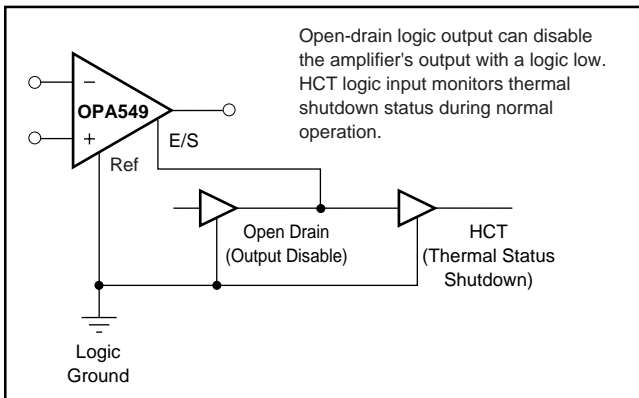 Open-drain logic output can disable
the amplifier's output with a logic low.
HCT logic input monitors thermal
shutdown status during normal
operation.
–
OPA549
+
E/S
Ref
Open Drain
(Output Disable)
HCT
(Thermal Status
Shutdown)
Logic
Ground